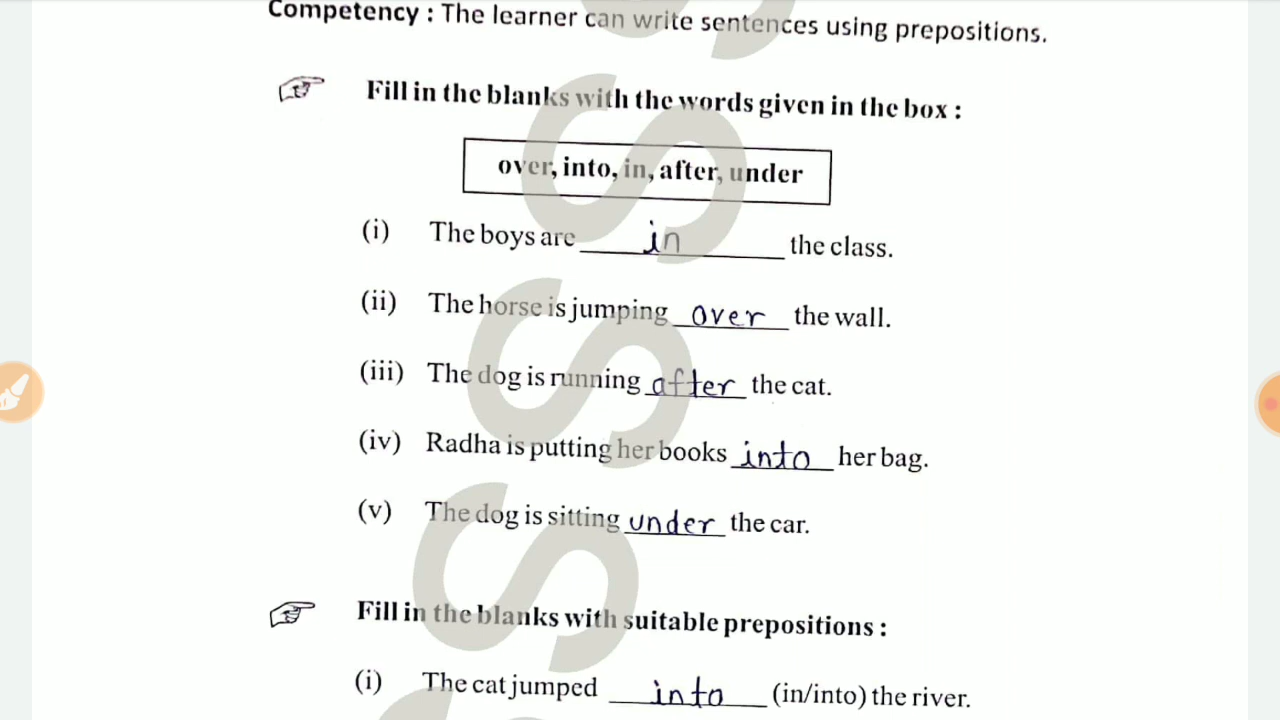 Competency : The learner can write sentences using prepositions.
Fill in the blanks with the words given in the box :
over, into, in, after, under
(i) The boys are in the class.
(ii) The horse is jumping over the wall.
(iii) The dog is running after the cat.
(iv) Radha is putting her books into her bag.
(v) The dog is sitting under the car.
Fill in the blanks with suitable prepositions :
(i) The cat jumped into (in/into) the river.